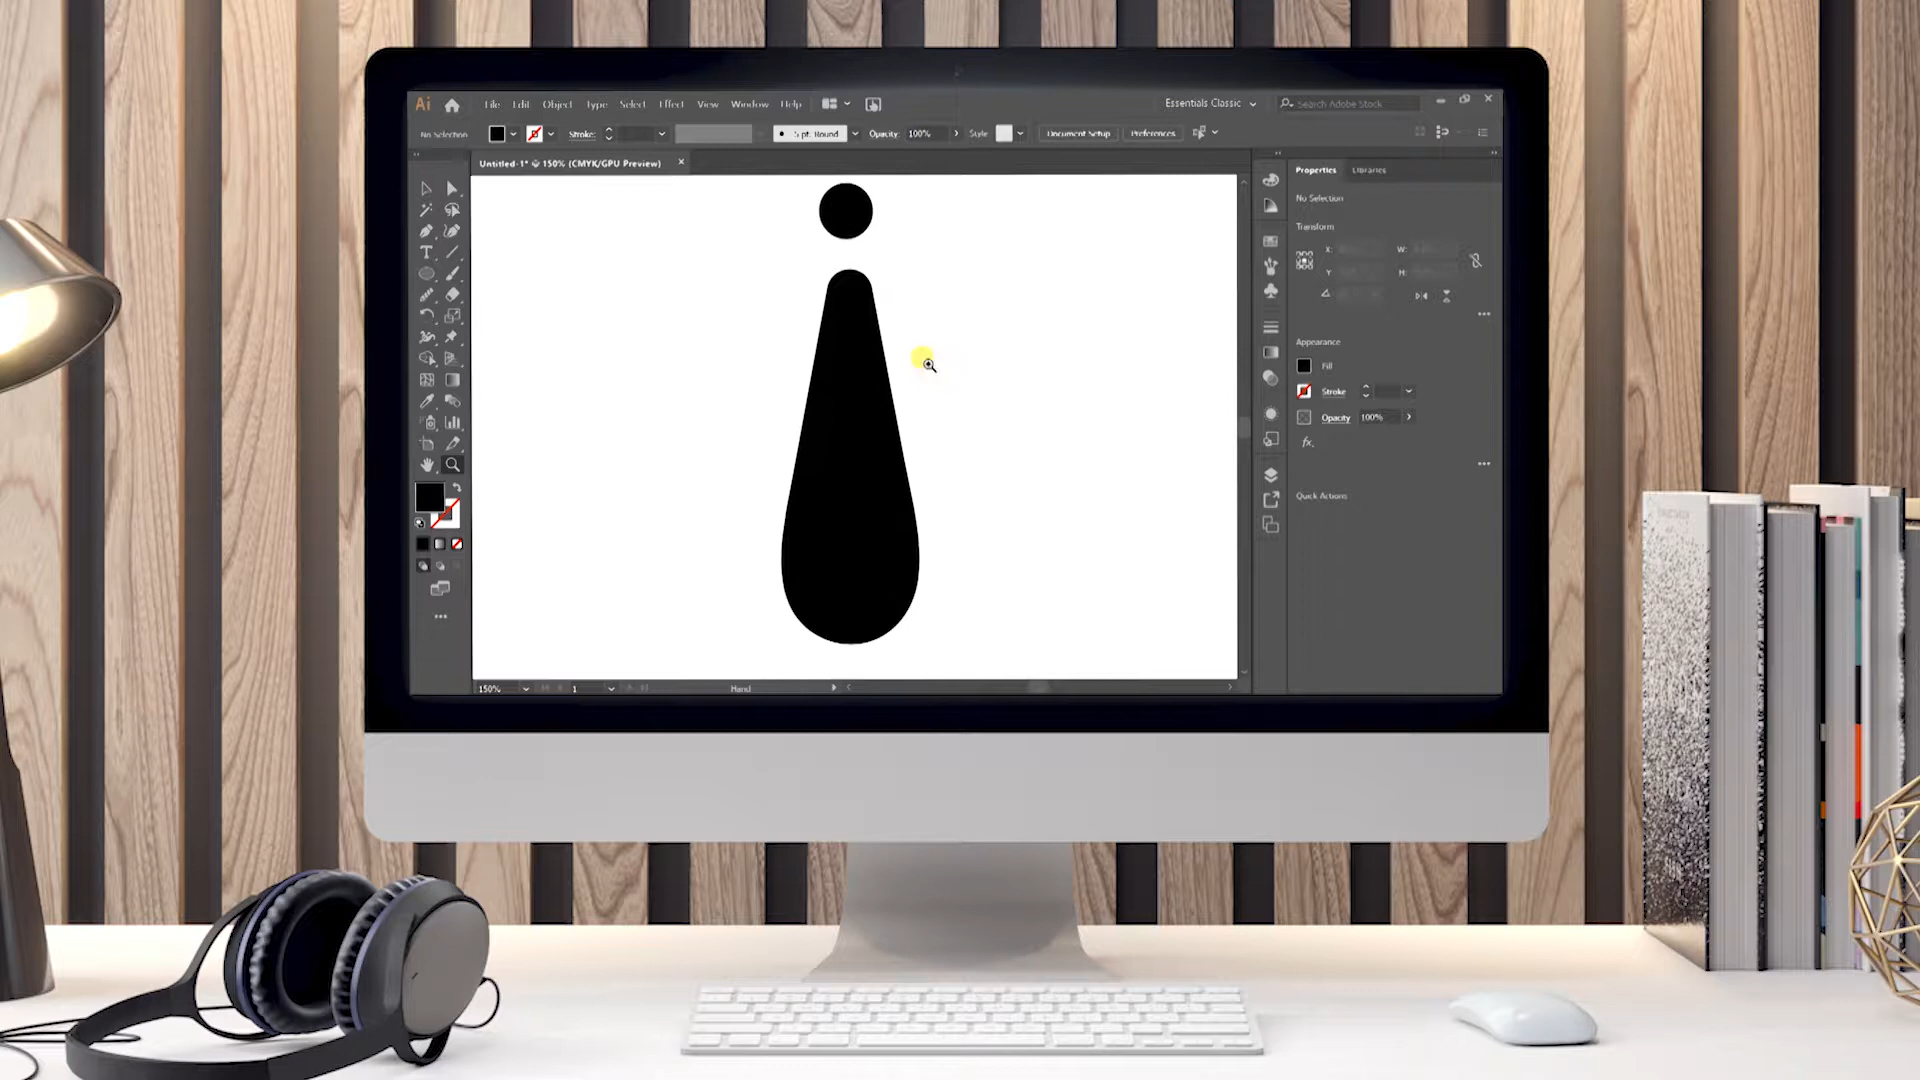 Ai File Edit Object Type Select Effect View Window Help Essentials Classic Search Adobe Stock
No Selection Stroke: 5 pt. Round Opacity: 100% Style: Document Setup Preferences
Untitled-1* @ 150% (CMYK/GPU Preview) ×
Properties Libraries
No Selection
Transform
X: W:
Y: H:
Appearance
Fill
Stroke
Opacity 100%
fx.
Quick Actions
150% 1 Hand